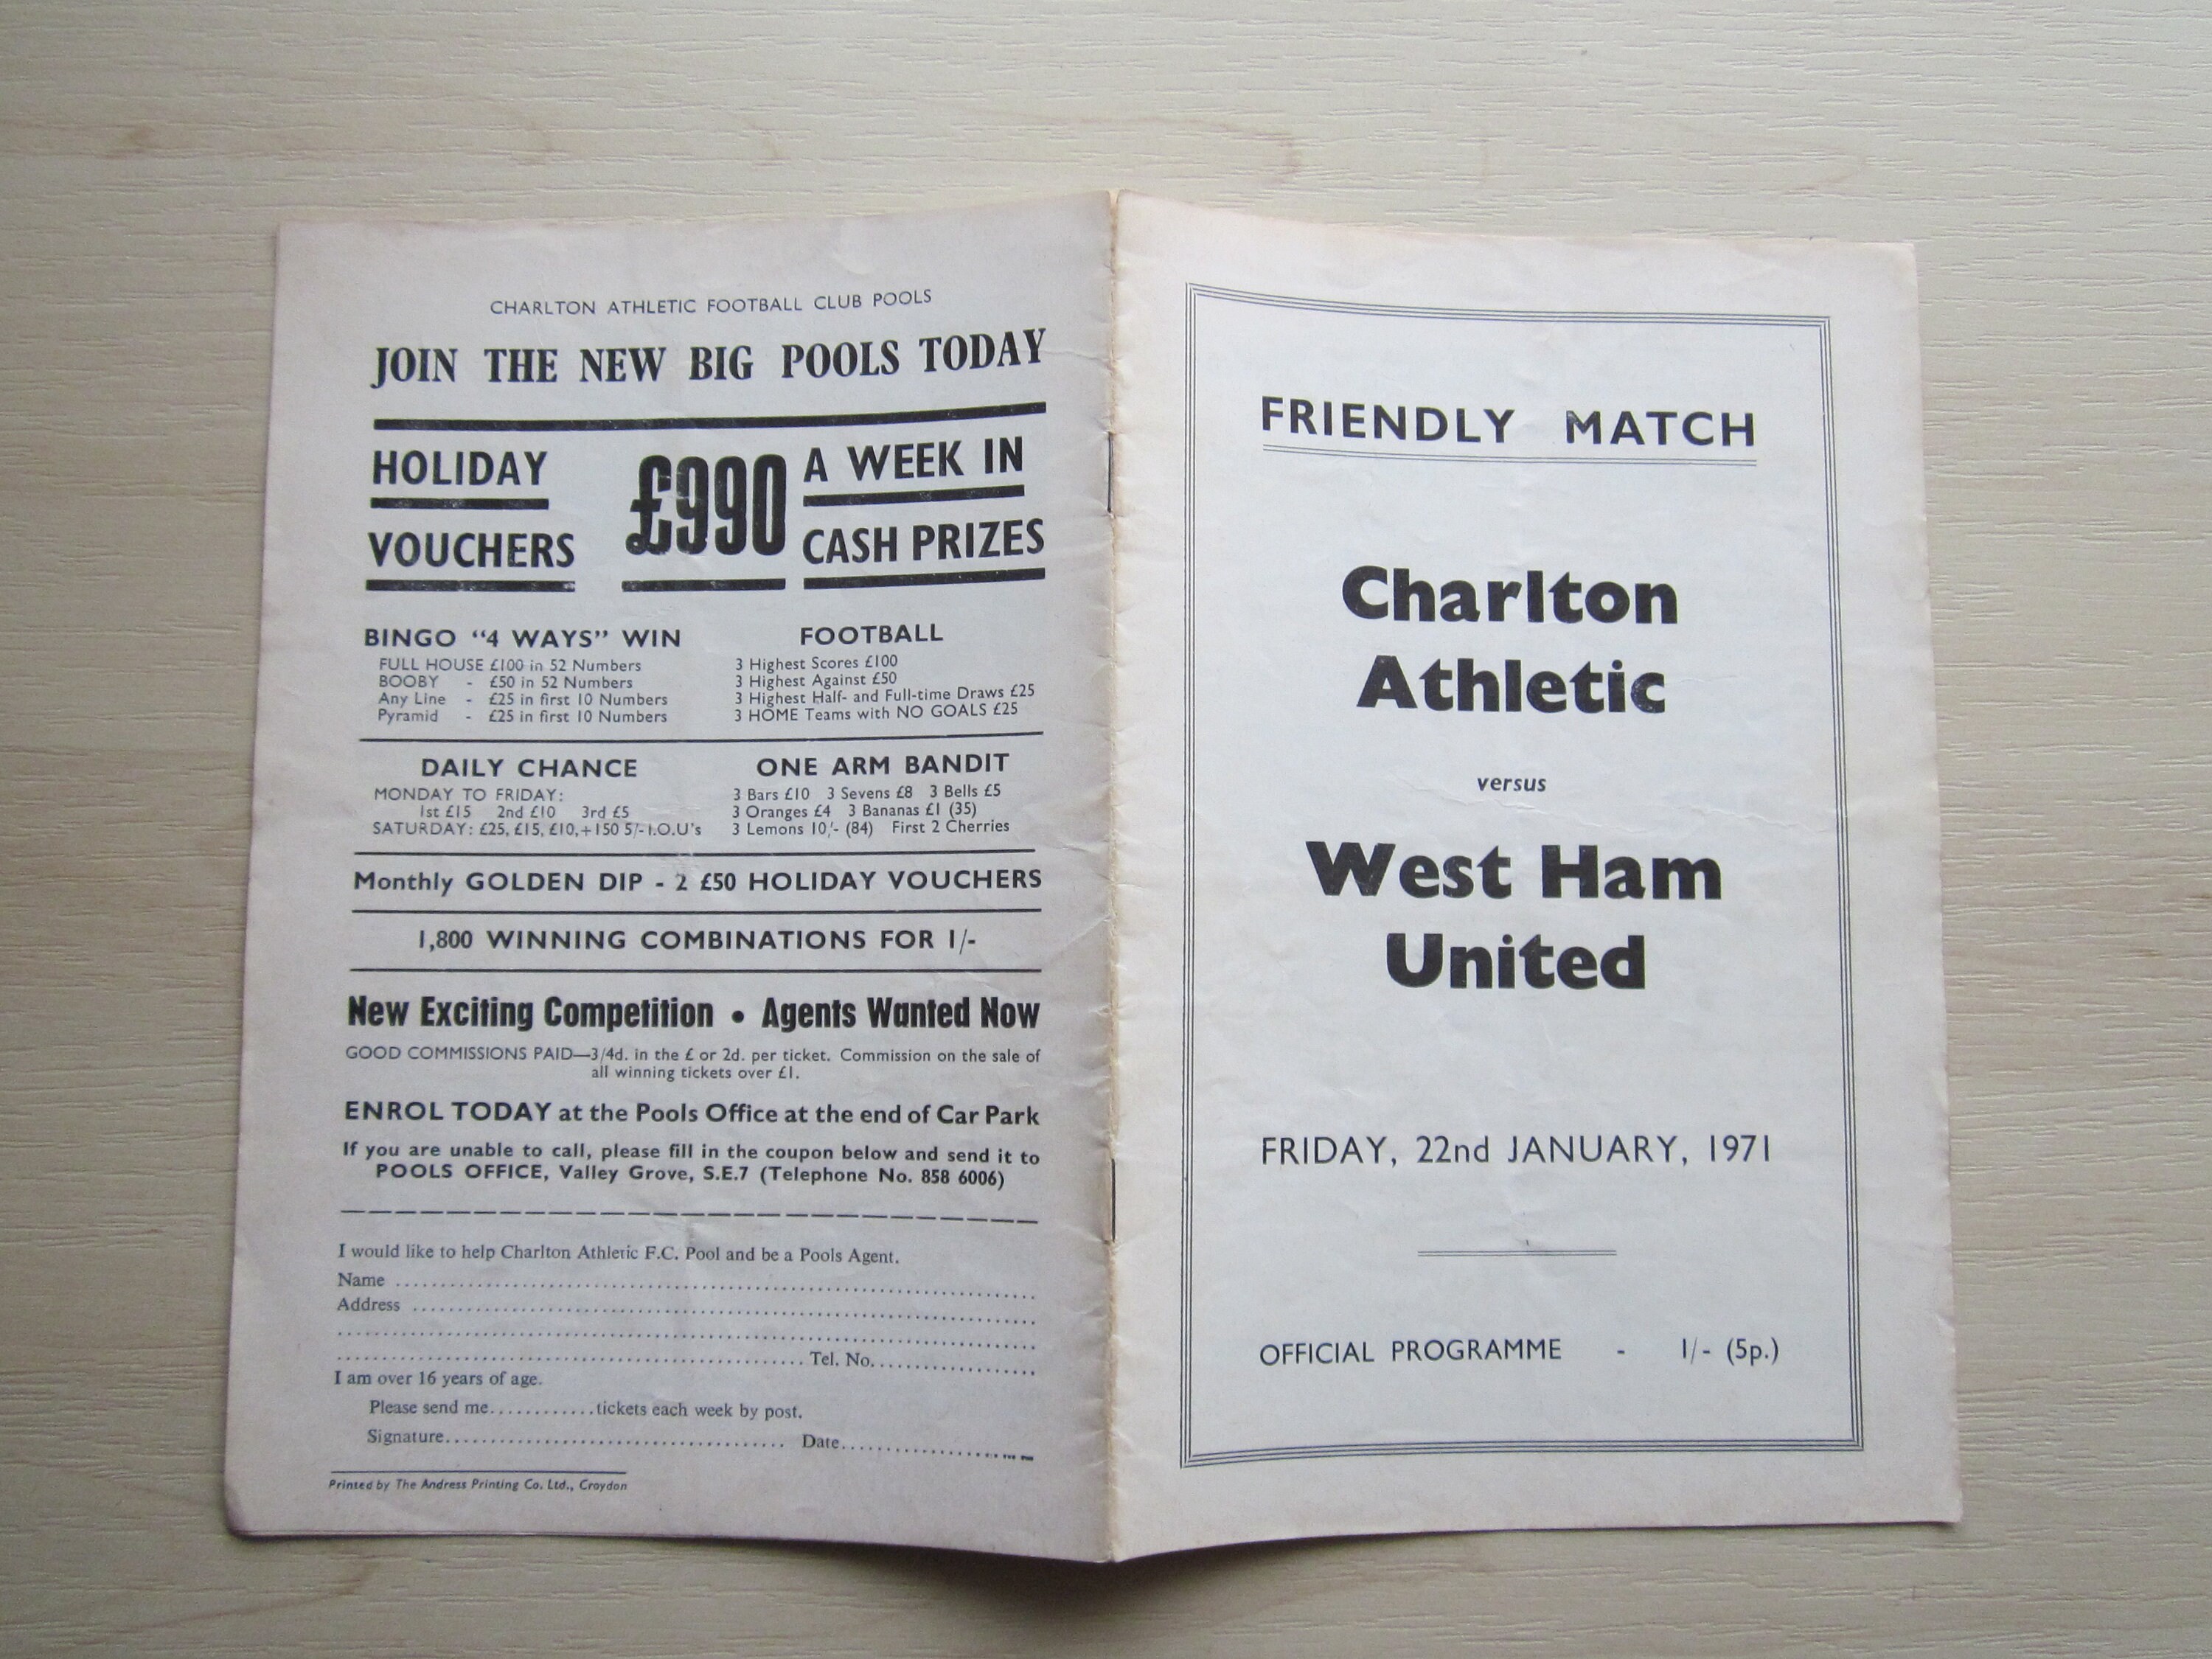 CHARLTON ATHLETIC FOOTBALL CLUB POOLS
JOIN THE NEW BIG POOLS TODAY
HOLIDAY
VOUCHERS
£990
A WEEK IN
CASH PRIZES
BINGO "4 WAYS" WIN
FULL HOUSE £100 in 52 Numbers
BOOBY - £50 in 52 Numbers
Any Line - £25 in first 10 Numbers
Pyramid - £25 in first 10 Numbers
FOOTBALL
3 Highest Scores £100
3 Highest Against £50
3 Highest Half- and Full-time Draws £25
3 HOME Teams with NO GOALS £25
DAILY CHANCE
MONDAY TO FRIDAY:
1st £15 2nd £10 3rd £5
SATURDAY: £25, £15, £10,+150 5/- I.O.U's
ONE ARM BANDIT
3 Bars £10 3 Sevens £8 3 Bells £5
3 Oranges £4 3 Bananas £1 (35)
3 Lemons 10/- (84) First 2 Cherries
Monthly GOLDEN DIP - 2 £50 HOLIDAY VOUCHERS
1,800 WINNING COMBINATIONS FOR 1/-
New Exciting Competition • Agents Wanted Now
GOOD COMMISSIONS PAID—3/4d. in the £ or 2d. per ticket. Commission on the sale of
all winning tickets over £1.
ENROL TODAY at the Pools Office at the end of Car Park
If you are unable to call, please fill in the coupon below and send it to
POOLS OFFICE, Valley Grove, S.E.7 (Telephone No. 858 6006)
I would like to help Charlton Athletic F.C. Pool and be a Pools Agent.
Name
Address
Tel. No.
I am over 16 years of age.
Please send me............tickets each week by post.
Signature........................................ Date........................
Printed by The Andress Printing Co. Ltd., Croydon
FRIENDLY MATCH
Charlton
Athletic
versus
West Ham
United
FRIDAY, 22nd JANUARY, 1971
OFFICIAL PROGRAMME - 1/- (5p.)